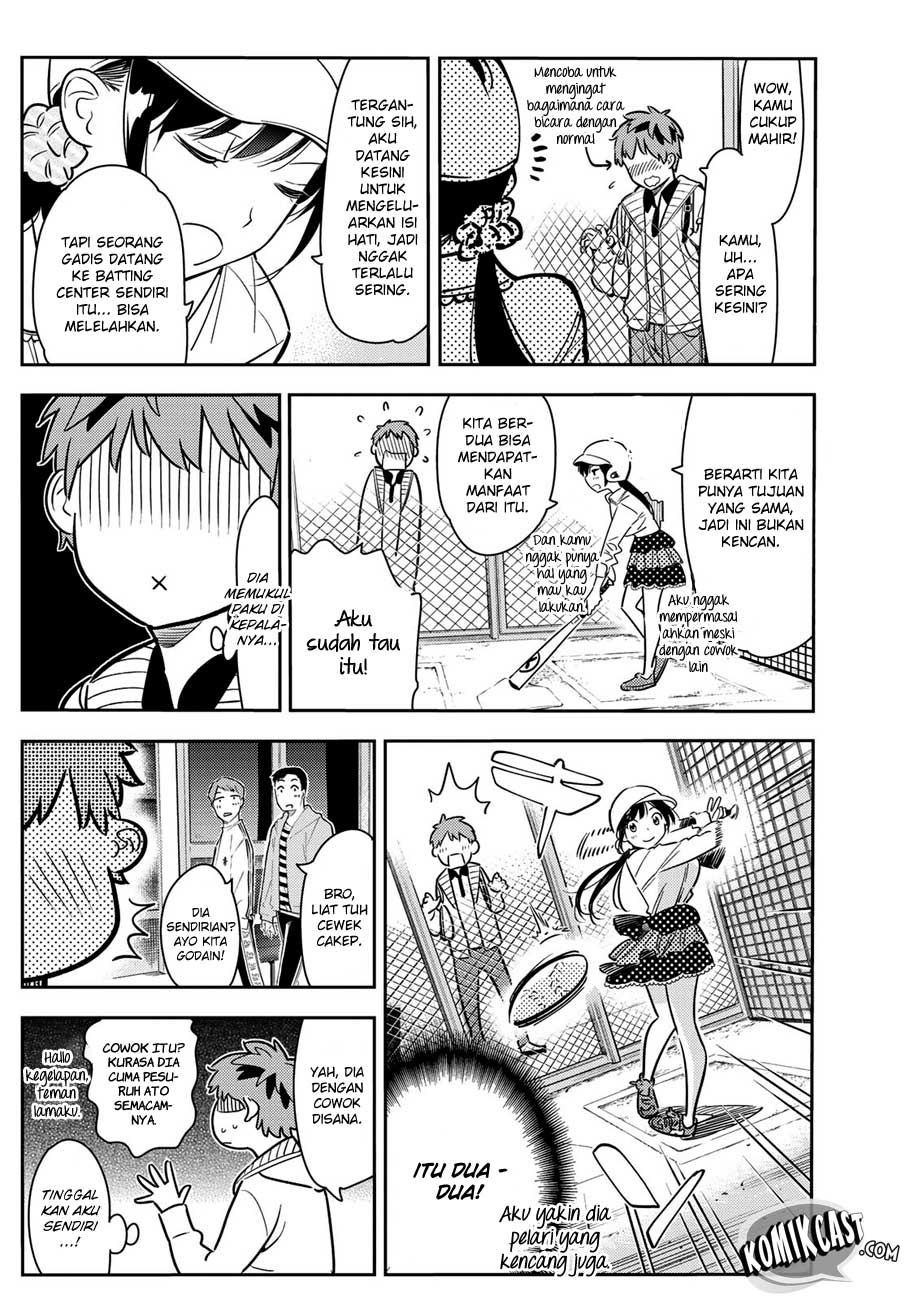 WOW,
KAMU
CUKUP
MAHIR!
Mencoba untuk
mengingat
bagaimana cara
bicara dengan
normal
KAMU,
UH...
APA
SERING
KESINI?
TERGAN-
TUNG SIH,
AKU
DATANG
KESINI
UNTUK
MENGELU-
ARKAN ISI
HATI, JADI
NGGAK
TERLALU
SERING.
TAPI SEORANG
GADIS DATANG
KE BATTING
CENTER SENDIRI
ITU... BISA
MELELAHKAN.
BERARTI KITA
PUNYA TUJUAN
YANG SAMA,
JADI INI BUKAN
KENCAN.
Aku nggak
mempermasal
ahkan meski
dengan cowok
lain
KITA BER-
DUA BISA
MENDAPAT-
KAN
MANFAAT
DARI ITU.
Dan kamu
nggak punya
hal yang
mau kau
lakukan.
Aku
sudah tau
itu!
DIA
MEMUKUL
PAKU DI
KEPALA-
NYA...
ITU DUA -
DUA!
Aku yakin dia
pelari yang
kencang juga.
BRO,
LIAT TUH
CEWEK
CAKEP.
DIA
SENDIRIAN?
AYO KITA
GODAIN!
YAH, DIA
DENGAN
COWOK
DISANA.
COWOK ITU?
KURASA DIA
CUMA PESU-
RUH ATO
SEMACAM-
NYA.
Hallo
kegelapan,
teman
lamaku.
TINGGAL
KAN AKU
SENDIRI
...!
KOMIKCAST
.COM